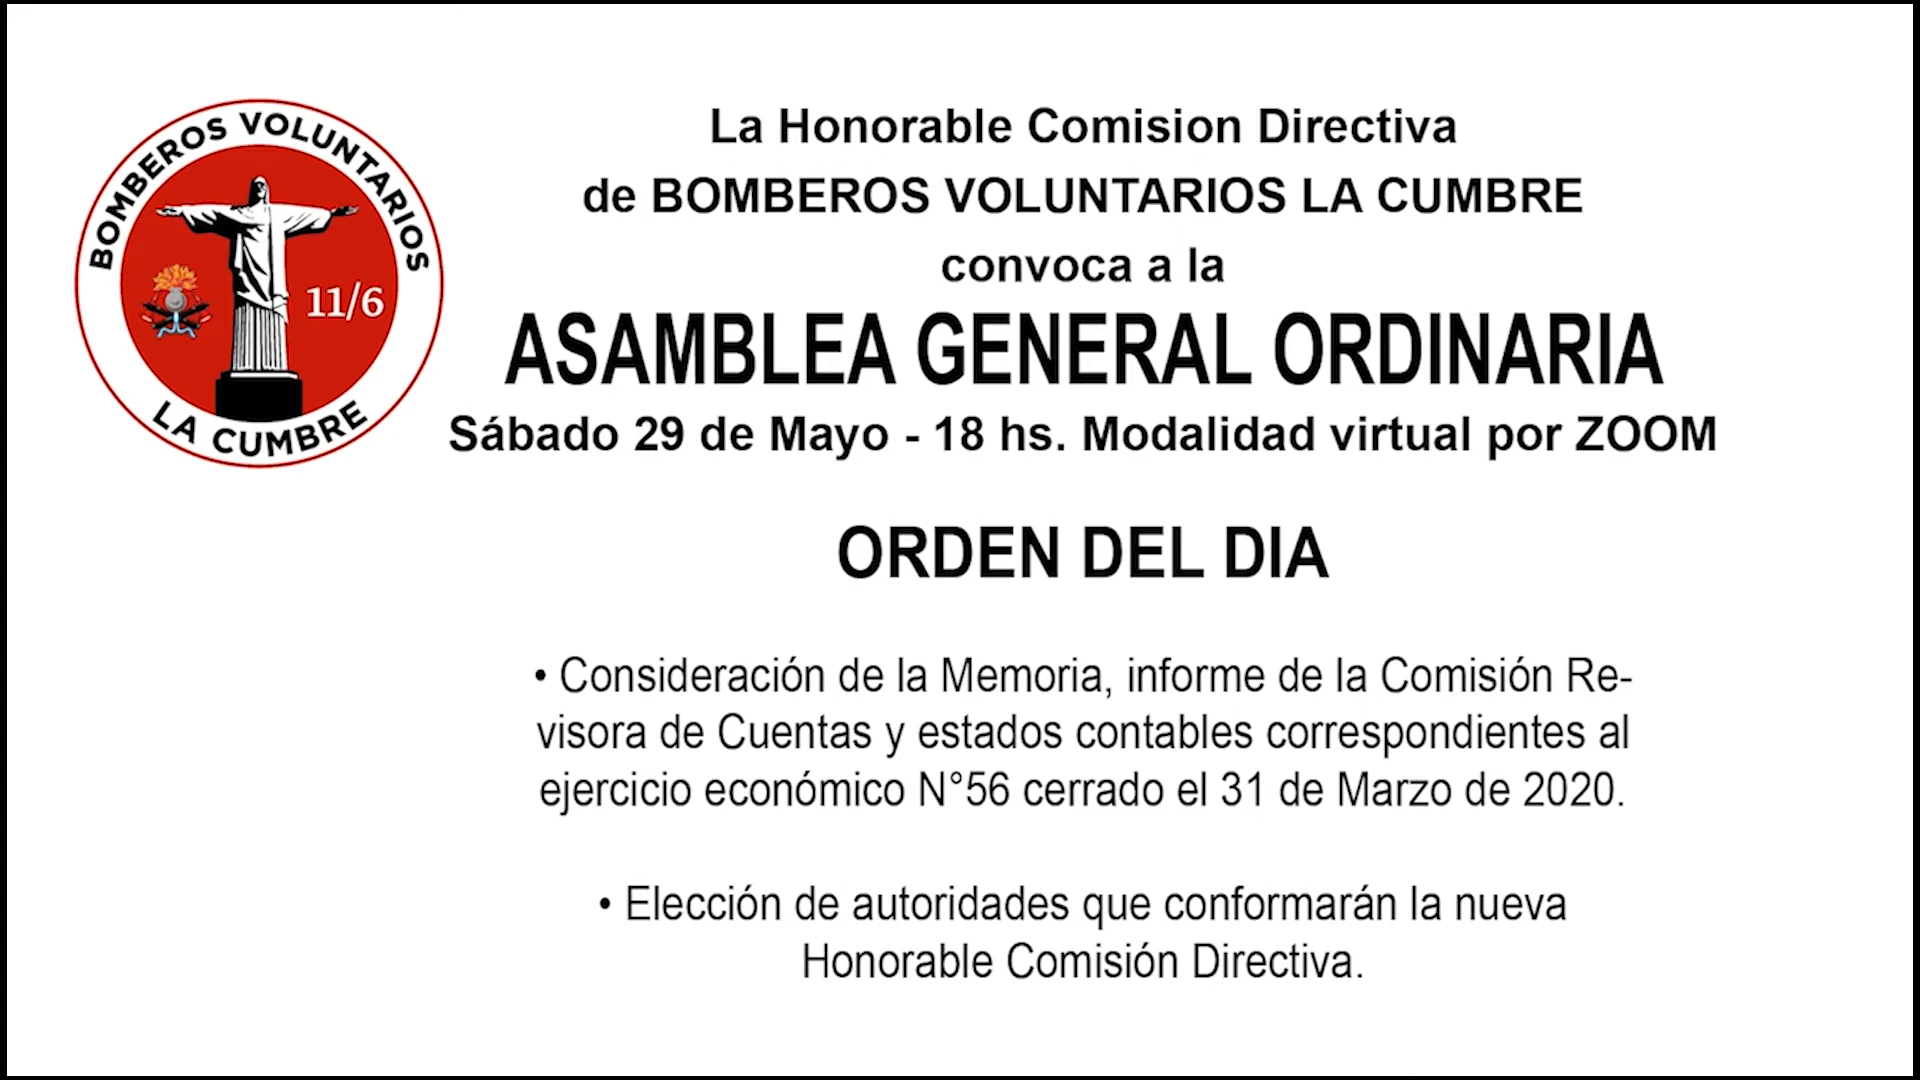 BOMBEROS VOLUNTARIOS
11/6
LA CUMBRE
La Honorable Comision Directiva
de BOMBEROS VOLUNTARIOS LA CUMBRE
convoca a la
ASAMBLEA GENERAL ORDINARIA
Sábado 29 de Mayo - 18 hs. Modalidad virtual por ZOOM
ORDEN DEL DIA
• Consideración de la Memoria, informe de la Comisión Re-
visora de Cuentas y estados contables correspondientes al
ejercicio económico N°56 cerrado el 31 de Marzo de 2020.
• Elección de autoridades que conformarán la nueva
Honorable Comisión Directiva.